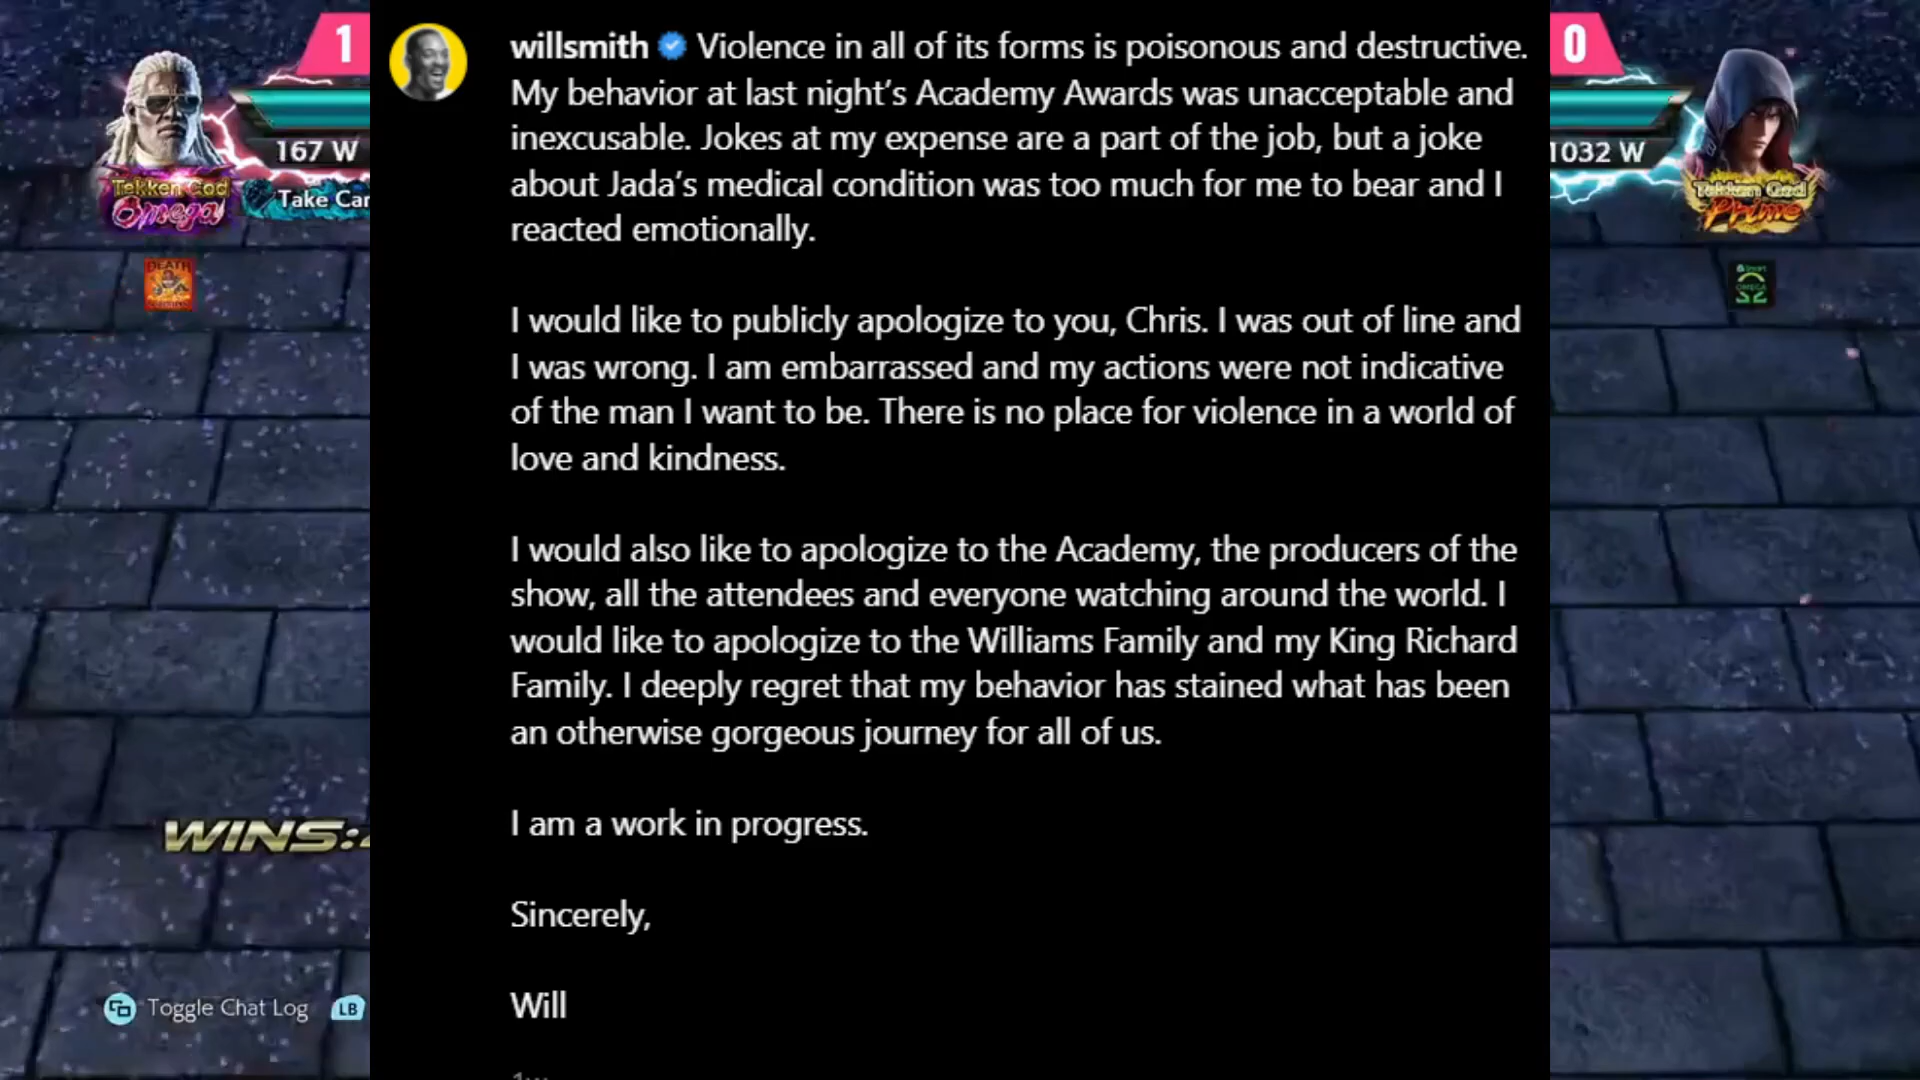 1
0
167 W
1032 W
Tekken God
Omega
Take Car
Tekken God
Prime
DEATH
OMEGA
willsmith Violence in all of its forms is poisonous and destructive.
My behavior at last night’s Academy Awards was unacceptable and
inexcusable. Jokes at my expense are a part of the job, but a joke
about Jada’s medical condition was too much for me to bear and I
reacted emotionally.
I would like to publicly apologize to you, Chris. I was out of line and
I was wrong. I am embarrassed and my actions were not indicative
of the man I want to be. There is no place for violence in a world of
love and kindness.
I would also like to apologize to the Academy, the producers of the
show, all the attendees and everyone watching around the world. I
would like to apologize to the Williams Family and my King Richard
Family. I deeply regret that my behavior has stained what has been
an otherwise gorgeous journey for all of us.
I am a work in progress.
Sincerely,
Will
WINS:
Toggle Chat Log LB